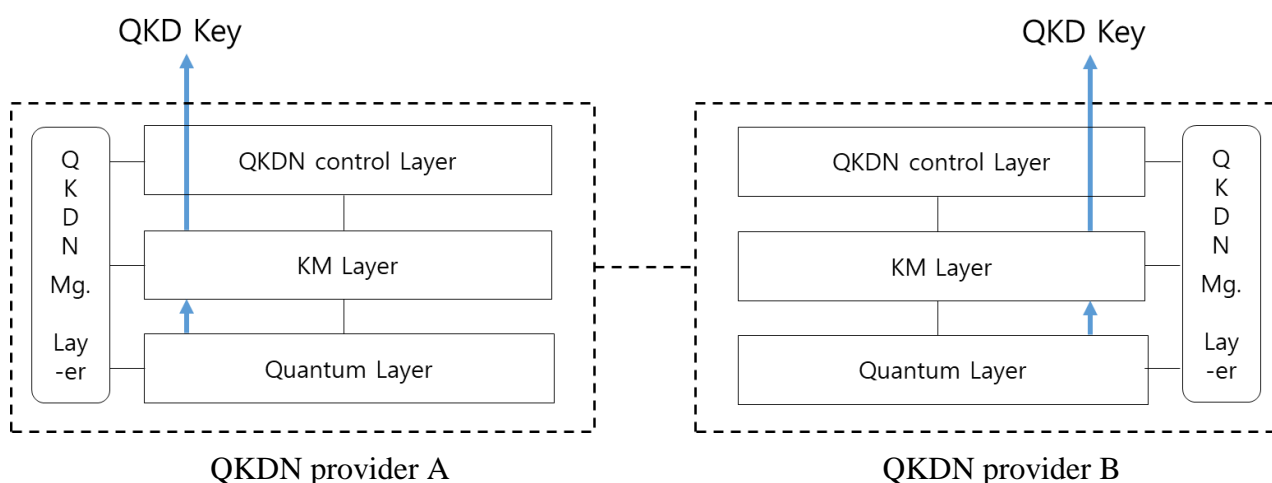 QKD Key
QKD Key
Q
K
D
N
Mg.
Lay
-er
QKDN control Layer
KM Layer
Quantum Layer
QKDN control Layer
KM Layer
Quantum Layer
Q
K
D
N
Mg.
Lay
-er
QKDN provider A
QKDN provider B